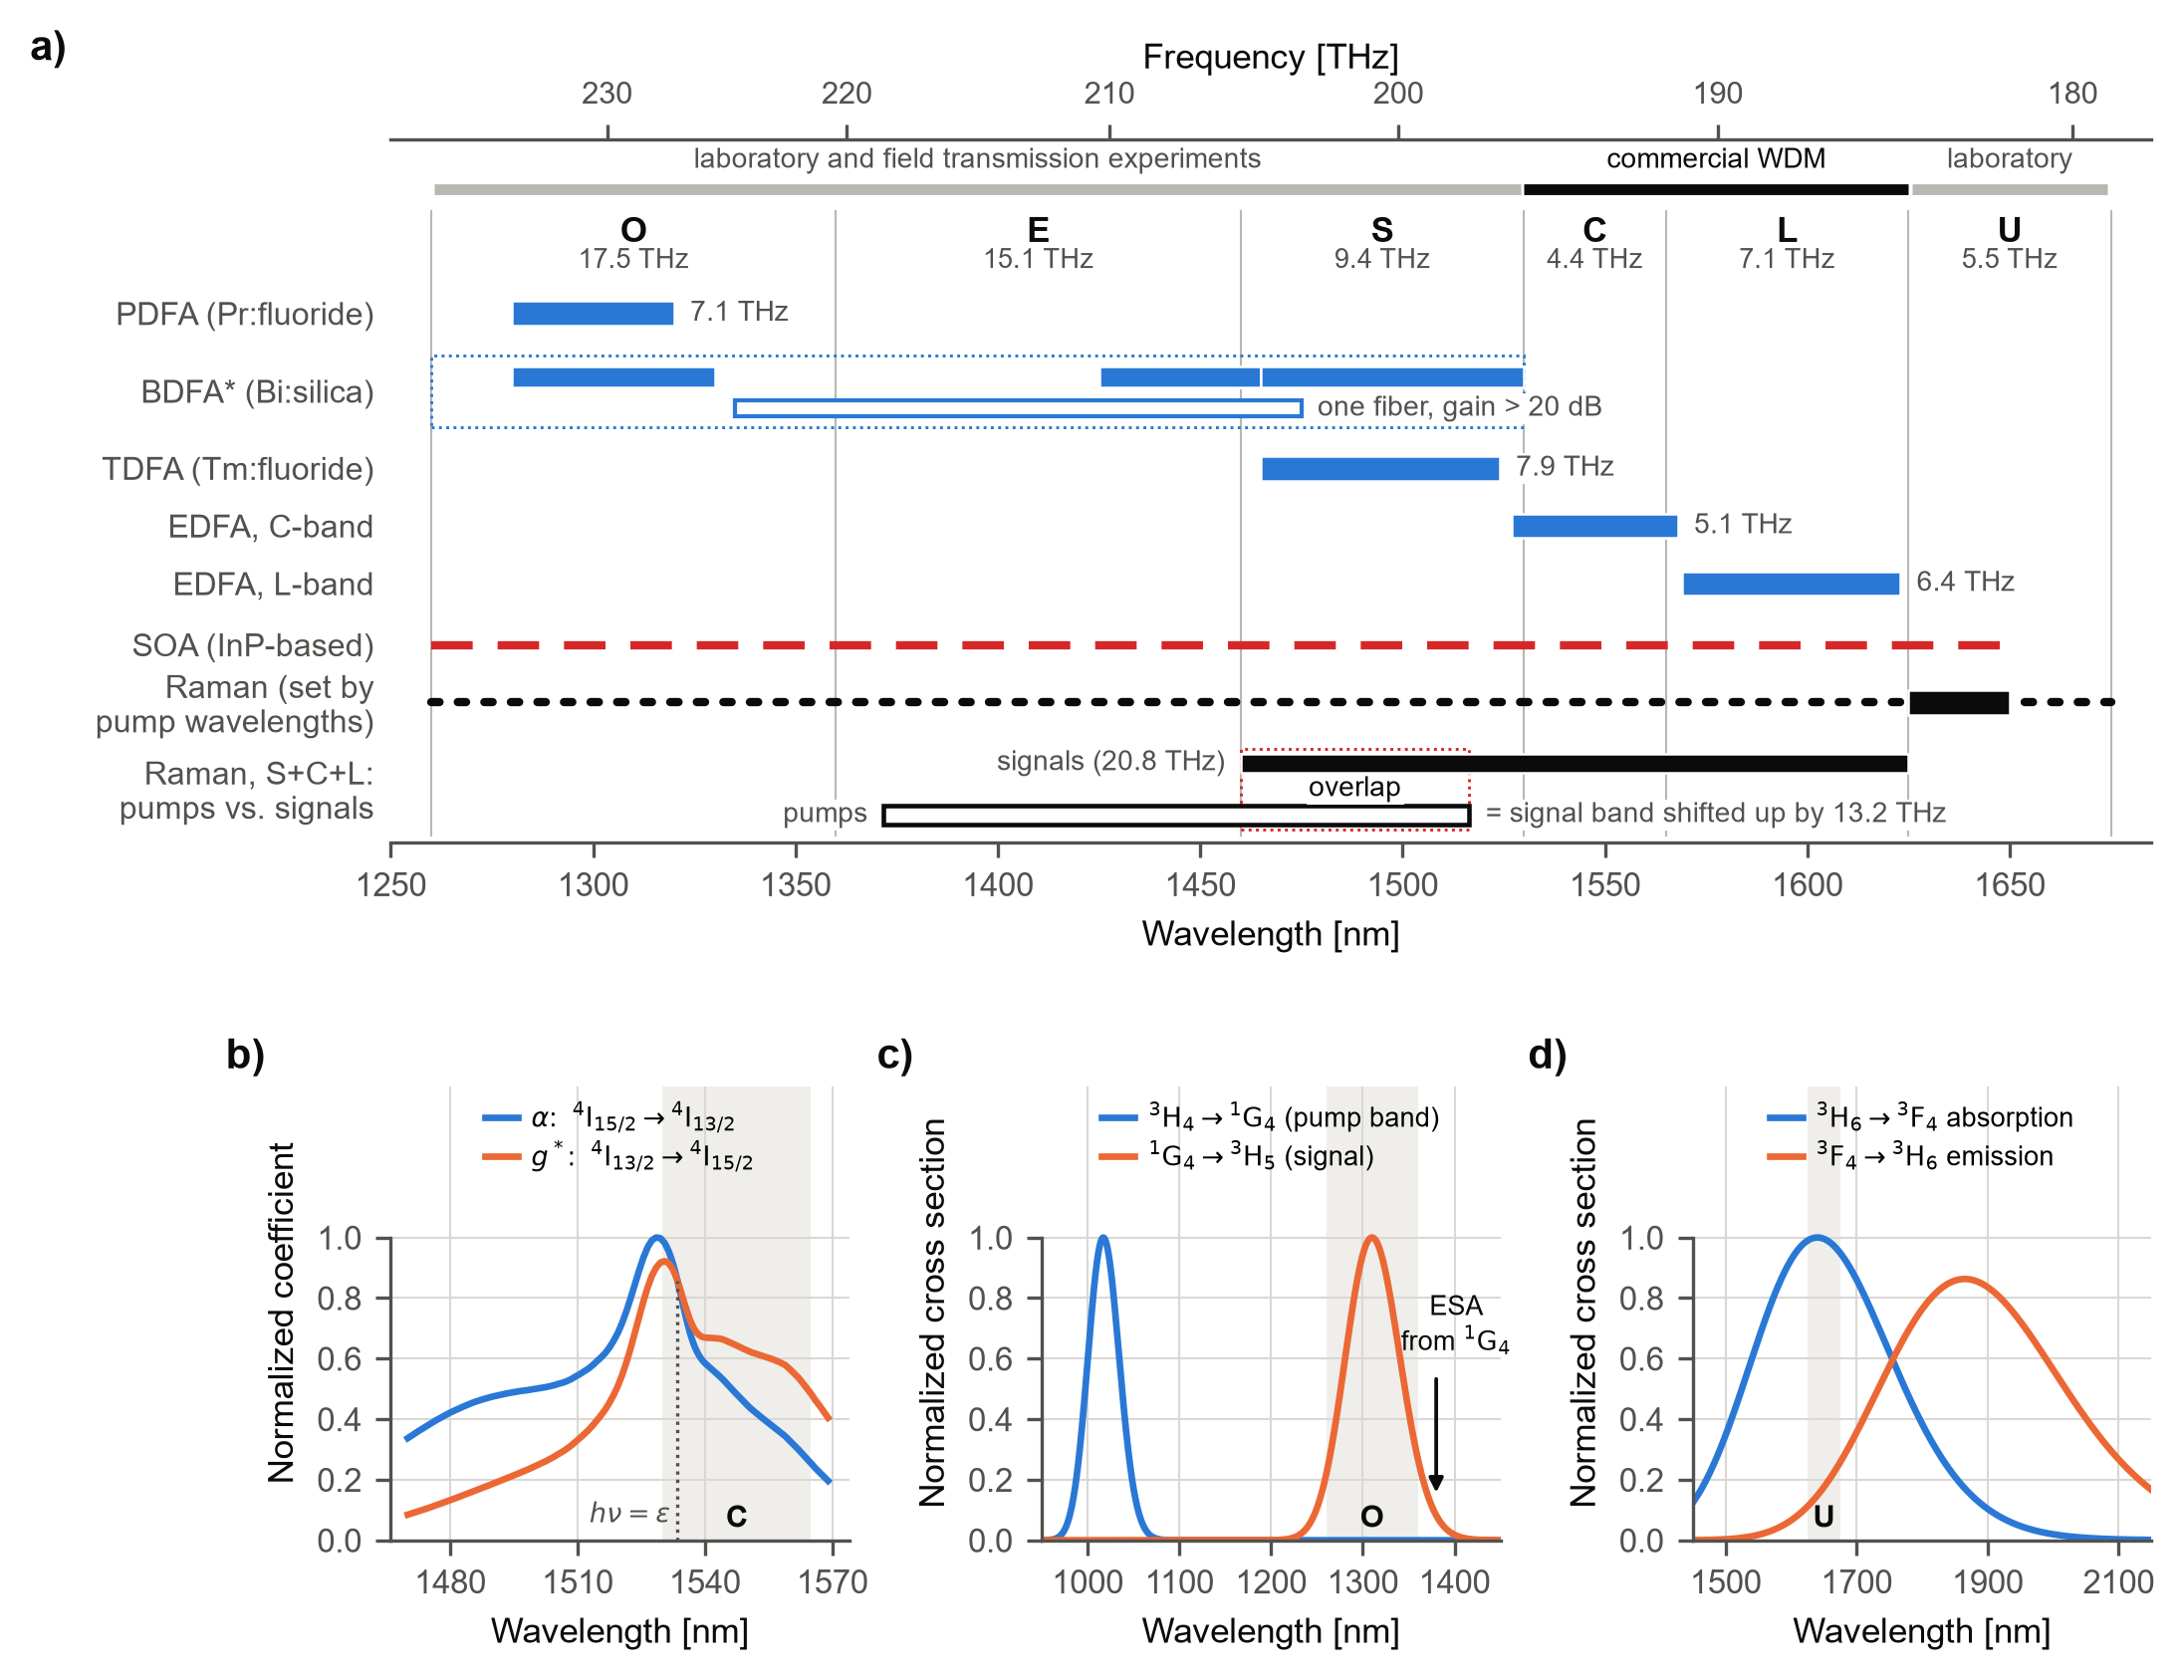 a)
Frequency [THz]
230 220 210 200 190 180
laboratory and field transmission experiments commercial WDM laboratory
O E S C L U
17.5 THz 15.1 THz 9.4 THz 4.4 THz 7.1 THz 5.5 THz
PDFA (Pr:fluoride) 7.1 THz
BDFA* (Bi:silica) one fiber, gain > 20 dB
TDFA (Tm:fluoride) 7.9 THz
EDFA, C-band 5.1 THz
EDFA, L-band 6.4 THz
SOA (InP-based)
Raman (set by
pump wavelengths)
Raman, S+C+L:
pumps vs. signals
signals (20.8 THz)
overlap
pumps = signal band shifted up by 13.2 THz
1250 1300 1350 1400 1450 1500 1550 1600 1650
Wavelength [nm]
b)
α: ⁴I₁₅/₂ → ⁴I₁₃/₂
g*: ⁴I₁₃/₂ → ⁴I₁₅/₂
Normalized coefficient
1.0
0.8
0.6
0.4
0.2
0.0
hν = ε
C
1480 1510 1540 1570
Wavelength [nm]
c)
³H₄ → ¹G₄ (pump band)
¹G₄ → ³H₅ (signal)
Normalized cross section
1.0
0.8
0.6
0.4
0.2
0.0
ESA
from ¹G₄
O
1000 1100 1200 1300 1400
Wavelength [nm]
d)
³H₆ → ³F₄ absorption
³F₄ → ³H₆ emission
Normalized cross section
1.0
0.8
0.6
0.4
0.2
0.0
U
1500 1700 1900 2100
Wavelength [nm]